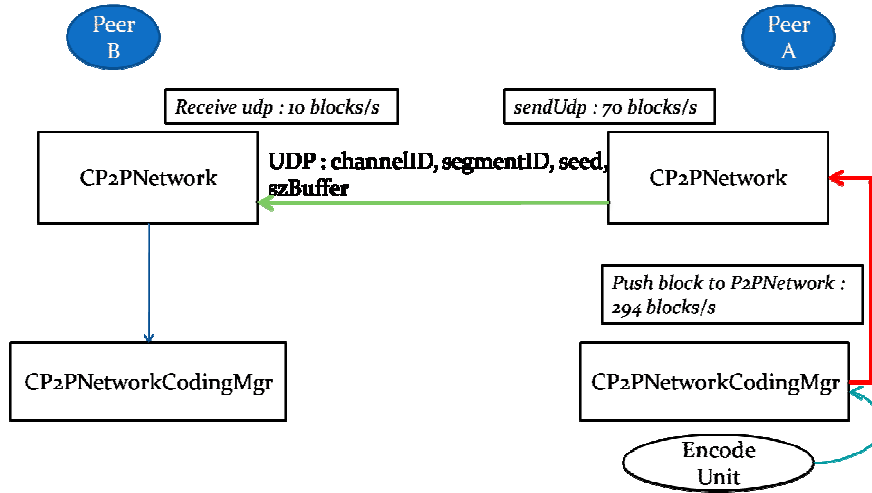 Peer
B
Peer
A
Receive udp : 10 blocks/s
sendUdp : 70 blocks/s
CP2PNetwork
UDP : channelID, segmentID, seed,
szBuffer
CP2PNetwork
Push block to P2PNetwork :
294 blocks/s
CP2PNetworkCodingMgr
CP2PNetworkCodingMgr
Encode
Unit